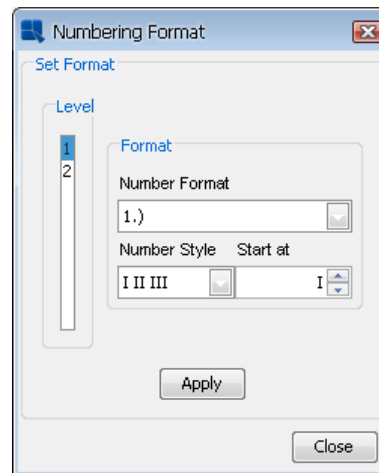 Numbering Format
Set Format
Level
1
2
Format
Number Format
1.)
Number Style Start at
I II III I
Apply
Close